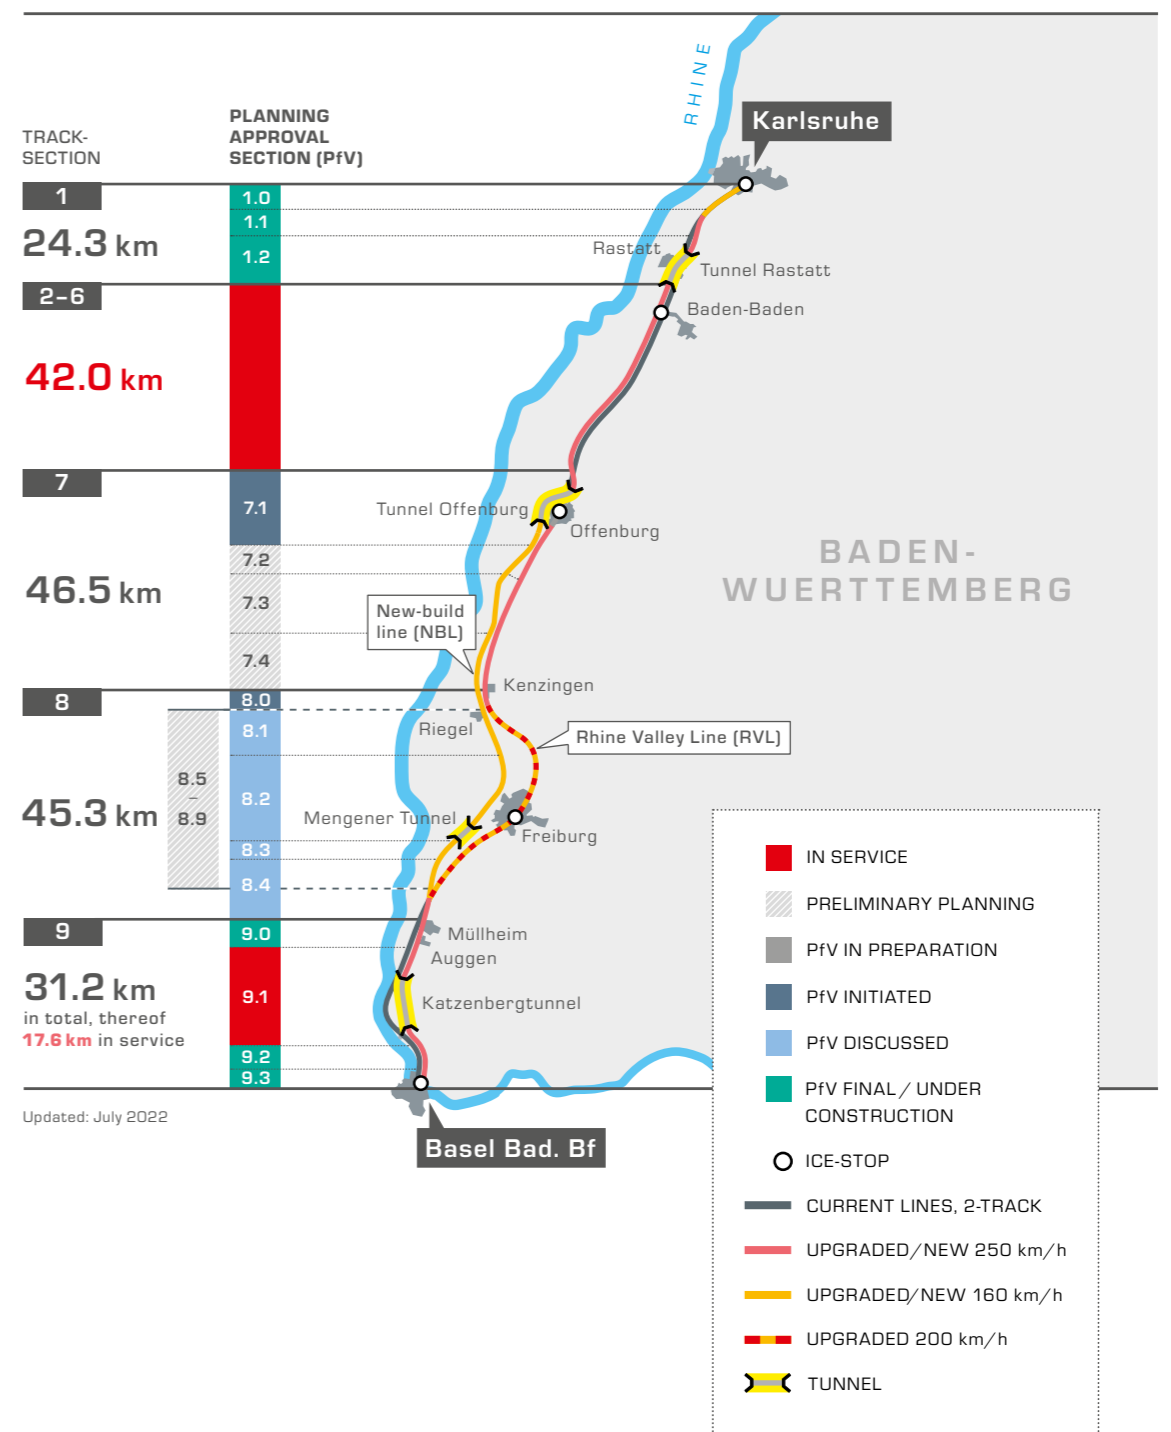 RHINE
Karlsruhe
TRACK-
SECTION
PLANNING
APPROVAL
SECTION (PfV)
1
24.3 km
1.0
1.1
1.2
Rastatt
Tunnel Rastatt
2–6
Baden-Baden
42.0 km
7
7.1
Tunnel Offenburg
Offenburg
7.2
46.5 km
7.3
7.4
BADEN-
WUERTTEMBERG
New-build
line (NBL)
Kenzingen
8
8.0
Riegel
8.1
Rhine Valley Line (RVL)
45.3 km
8.5
–
8.9
8.2
8.3
8.4
Mengener Tunnel
Freiburg
9
9.0
Müllheim
Auggen
31.2 km
in total, thereof
17.6 km in service
9.1
Katzenbergtunnel
9.2
9.3
Updated: July 2022
Basel Bad. Bf
IN SERVICE
PRELIMINARY PLANNING
PfV IN PREPARATION
PfV INITIATED
PfV DISCUSSED
PfV FINAL/ UNDER
CONSTRUCTION
ICE-STOP
CURRENT LINES, 2-TRACK
UPGRADED/NEW 250 km/h
UPGRADED/NEW 160 km/h
UPGRADED 200 km/h
TUNNEL